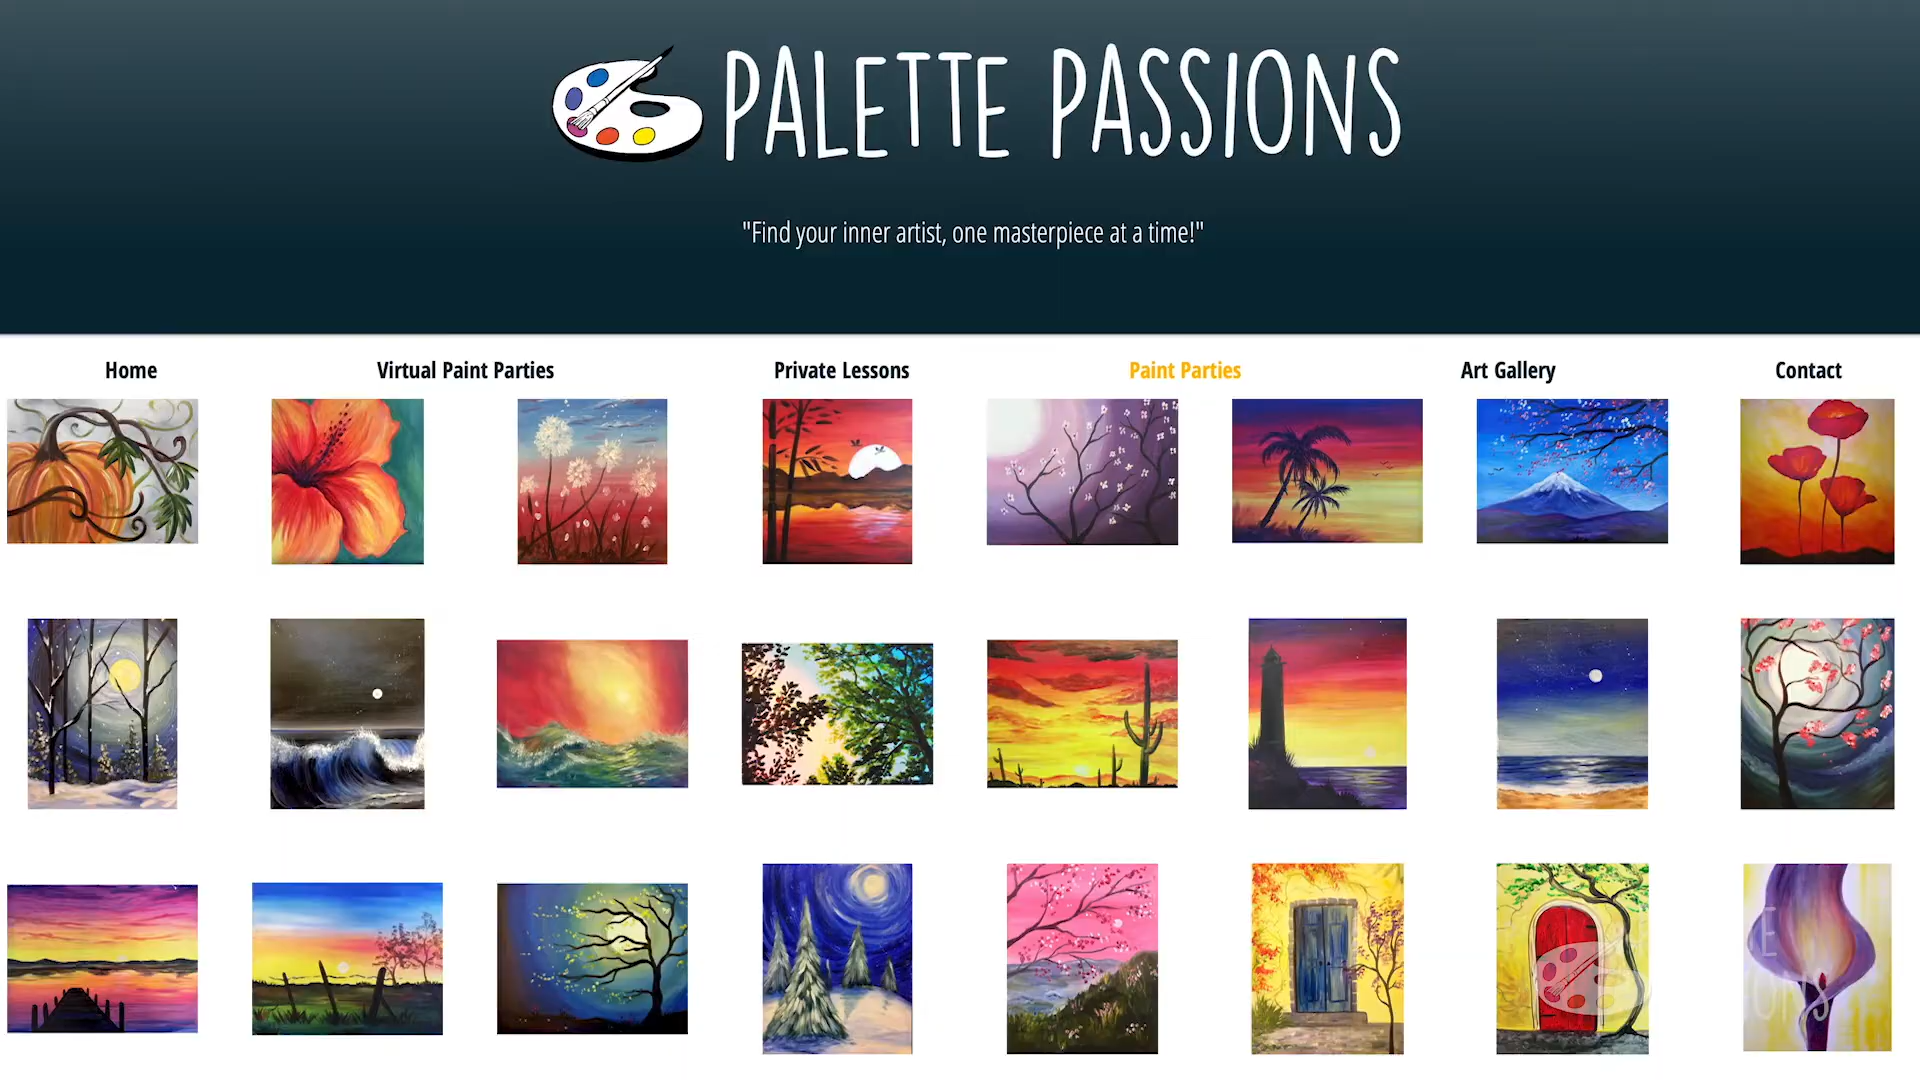 PALETTE PASSIONS
"Find your inner artist, one masterpiece at a time!"
Home
Virtual Paint Parties
Private Lessons
Paint Parties
Art Gallery
Contact